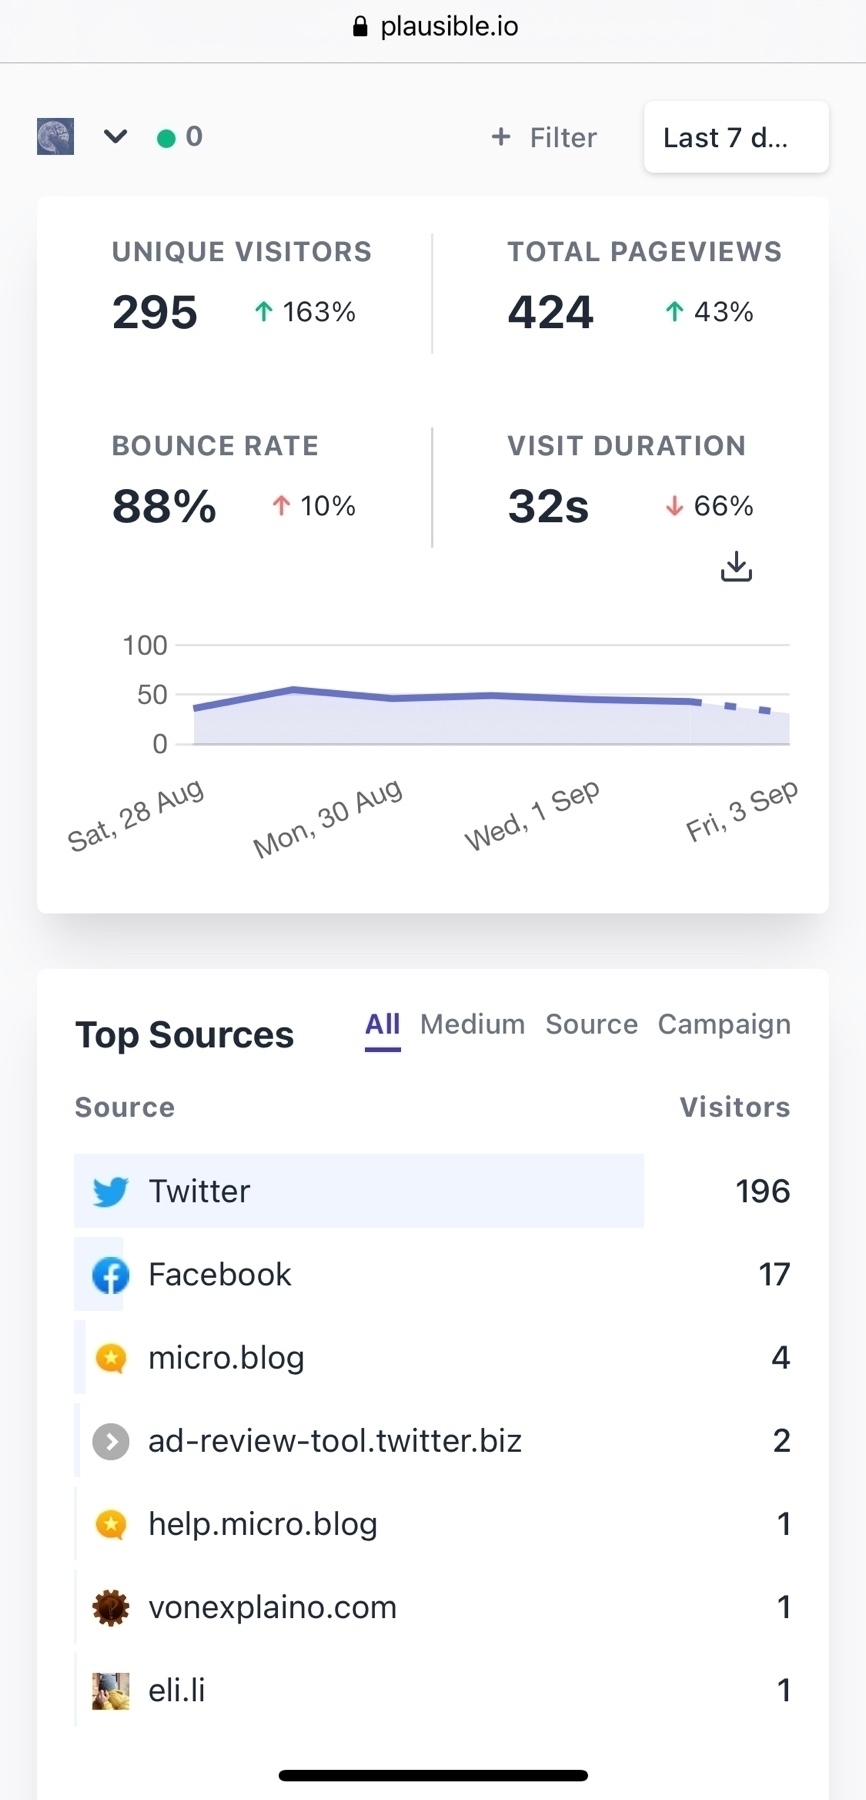 plausible.io
0
+ Filter
Last 7 d...
UNIQUE VISITORS
295 ↑ 163%
TOTAL PAGEVIEWS
424 ↑ 43%
BOUNCE RATE
88% ↑ 10%
VISIT DURATION
32s ↓ 66%
100
50
0
Sat, 28 Aug
Mon, 30 Aug
Wed, 1 Sep
Fri, 3 Sep
Top Sources
All Medium Source Campaign
Source Visitors
Twitter 196
Facebook 17
micro.blog 4
ad-review-tool.twitter.biz 2
help.micro.blog 1
vonexplaino.com 1
eli.li 1